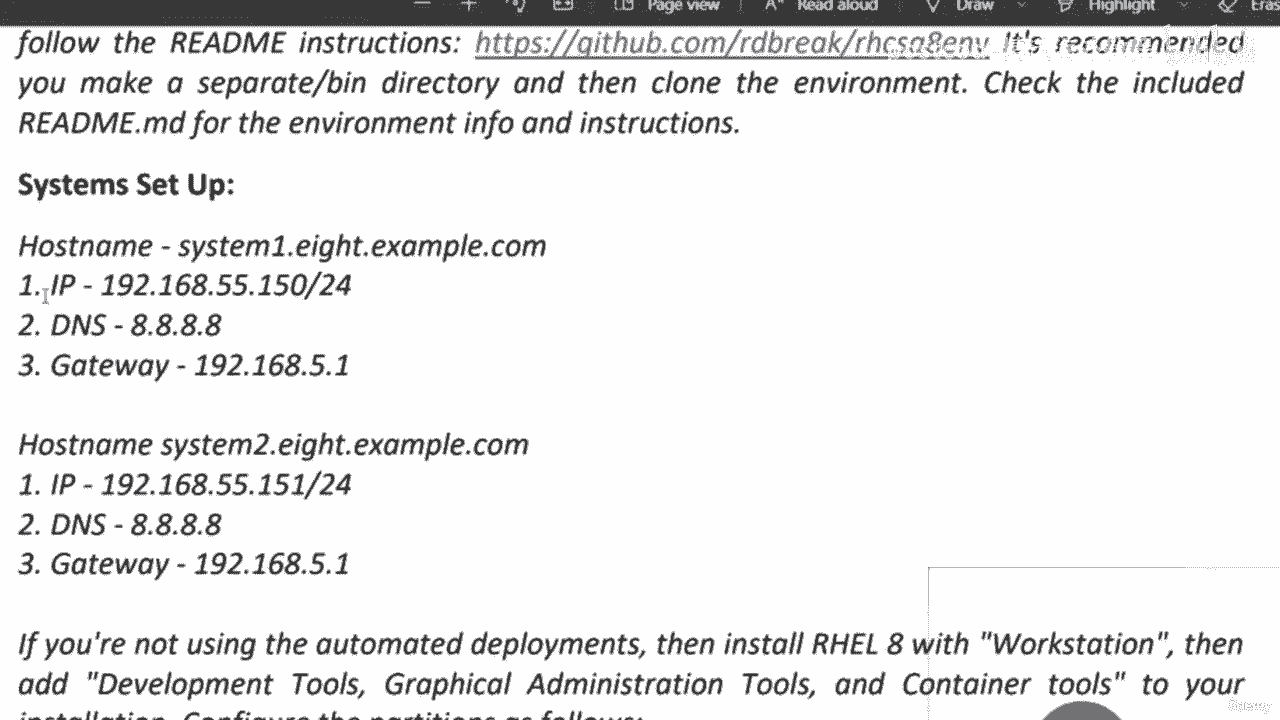 Page view Read aloud Draw Highlight
follow the README instructions: https://github.com/rdbreak/rhcsa8env It's recommended
you make a separate/bin directory and then clone the environment. Check the included
README.md for the environment info and instructions.
Systems Set Up:
Hostname - system1.eight.example.com
1. IP - 192.168.55.150/24
2. DNS - 8.8.8.8
3. Gateway - 192.168.5.1
Hostname system2.eight.example.com
1. IP - 192.168.55.151/24
2. DNS - 8.8.8.8
3. Gateway - 192.168.5.1
If you're not using the automated deployments, then install RHEL 8 with "Workstation", then
add "Development Tools, Graphical Administration Tools, and Container tools" to your
installation. Configure the partitions as follows: